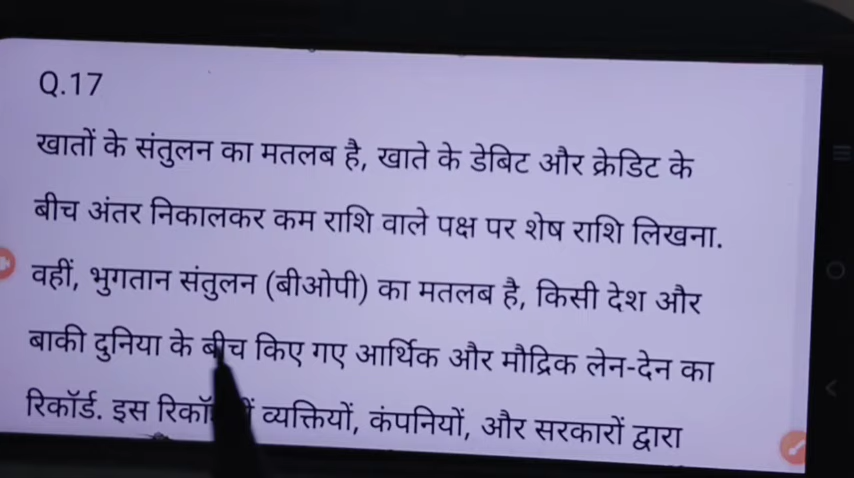 Q.17
खातों के संतुलन का मतलब है, खाते के डेबिट और क्रेडिट के
बीच अंतर निकालकर कम राशि वाले पक्ष पर शेष राशि लिखना.
वहीं, भुगतान संतुलन (बीओपी) का मतलब है, किसी देश और
बाकी दुनिया के बीच किए गए आर्थिक और मौद्रिक लेन-देन का
रिकॉर्ड. इस व्यक्तियों, कंपनियों, और सरकारों द्वारा